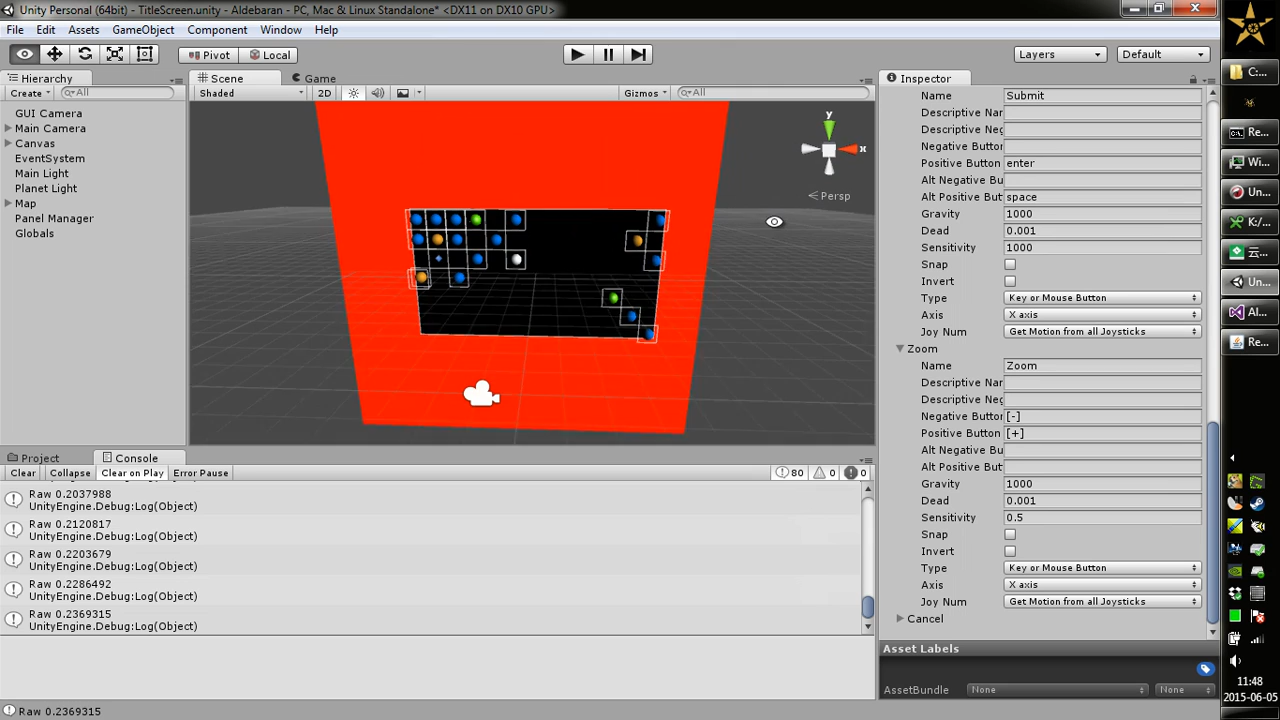 Unity Personal (64bit) - TitleScreen.unity - Aldebaran - PC, Mac & Linux Standalone* <DX11 on DX10 GPU>
File Edit Assets GameObject Component Window Help
Pivot Local Layers Default
Hierarchy
Create All
GUI Camera
Main Camera
Canvas
EventSystem
Main Light
Planet Light
Map
Panel Manager
Globals
Scene Game
Shaded 2D Gizmos All
y
x
Persp
Inspector
Name Submit
Descriptive Nar
Descriptive Neg
Negative Button
Positive Button enter
Alt Negative Bu
Alt Positive But space
Gravity 1000
Dead 0.001
Sensitivity 1000
Snap
Invert
Type Key or Mouse Button
Axis X axis
Joy Num Get Motion from all Joysticks
Zoom
Name Zoom
Descriptive Nar
Descriptive Neg
Negative Button [-]
Positive Button [+]
Alt Negative Bu
Alt Positive But
Gravity 1000
Dead 0.001
Sensitivity 0.5
Snap
Invert
Type Key or Mouse Button
Axis X axis
Joy Num Get Motion from all Joysticks
Cancel
Asset Labels
AssetBundle None None
Project Console
Clear Collapse Clear on Play Error Pause 80 0 0
Raw 0.2037988
UnityEngine.Debug:Log(Object)
Raw 0.2120817
UnityEngine.Debug:Log(Object)
Raw 0.2203679
UnityEngine.Debug:Log(Object)
Raw 0.2286492
UnityEngine.Debug:Log(Object)
Raw 0.2369315
UnityEngine.Debug:Log(Object)
Raw 0.2369315
C:...
Re...
Wi...
Un...
K:/...
云...
Un...
Al...
Re...
11:48
2015-06-05